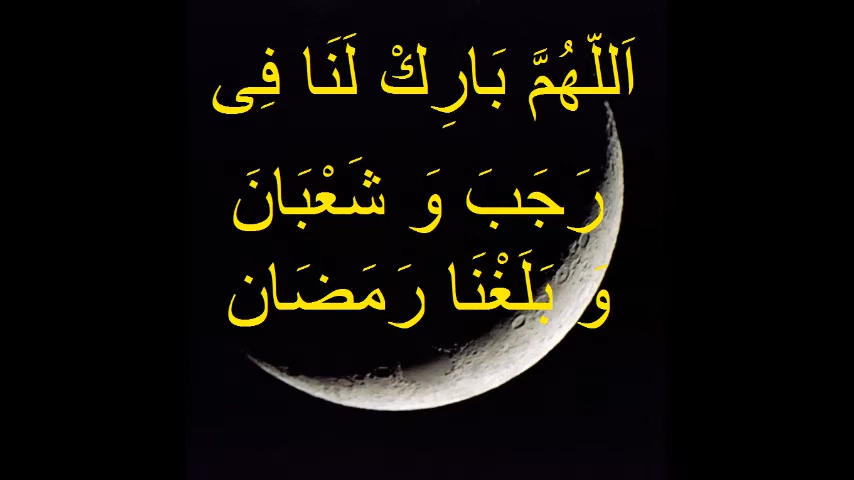 اَللّهُمَّ بَارِكْ لَنَا فِى
رَجَبَ وَ شَعْبَانَ
وَ بَلَغْنَا رَمَضَان